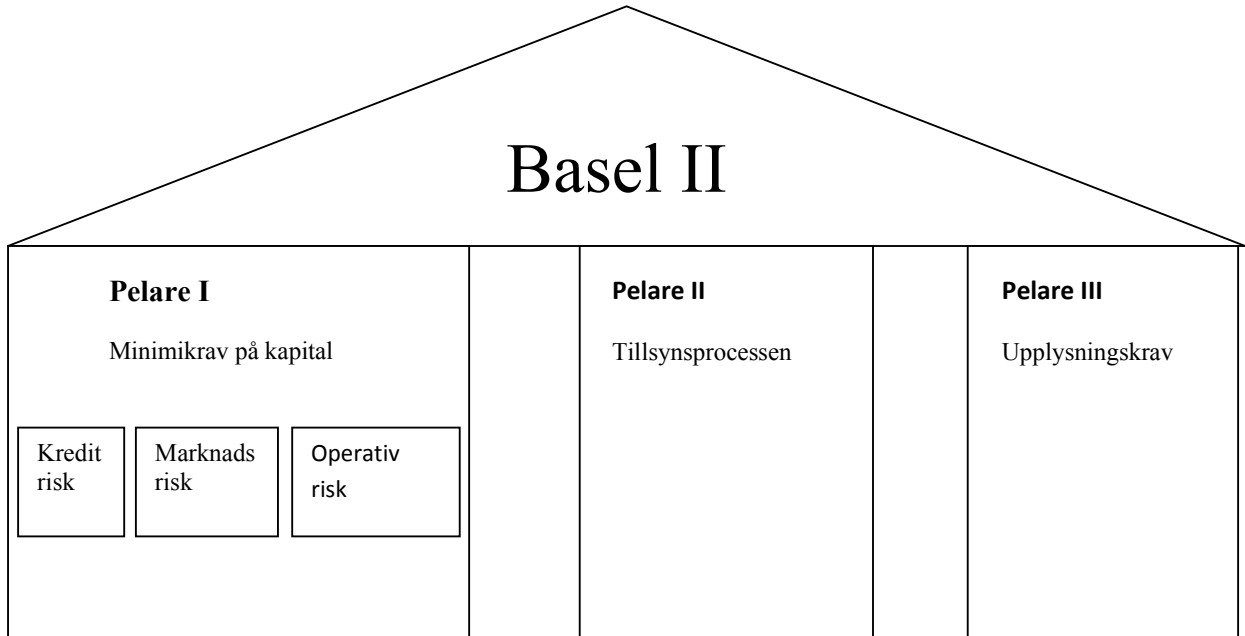 Basel II
Pelare I
Minimikrav på kapital
Kredit
risk
Marknads
risk
Operativ
risk
Pelare II
Tillsynsprocessen
Pelare III
Upplysningskrav